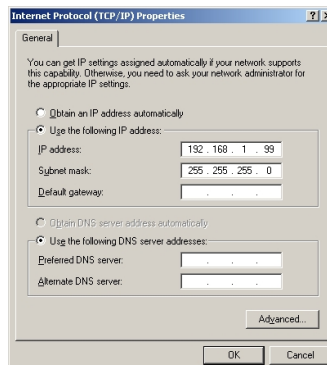 Internet Protocol (TCP/IP) Properties
General
You can get IP settings assigned automatically if your network supports
this capability. Otherwise, you need to ask your network administrator for
the appropriate IP settings.
Obtain an IP address automatically
Use the following IP address:
IP address: 192 . 168 . 1 . 99
Subnet mask: 255 . 255 . 255 . 0
Default gateway: . . .
Obtain DNS server address automatically
Use the following DNS server addresses:
Preferred DNS server: . . .
Alternate DNS server: . . .
Advanced...
OK Cancel